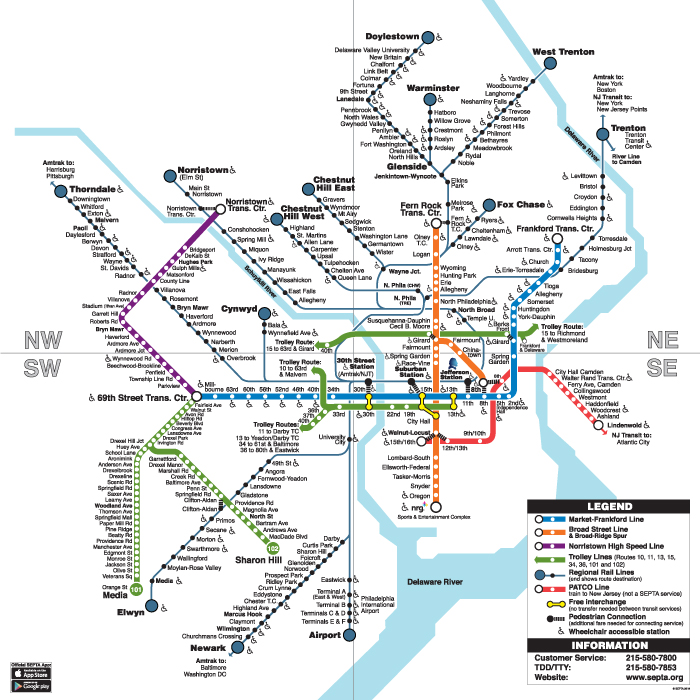 Doylestown
Delaware Valley University
New Britain
Chalfont
Link Belt
Colmar
Fortuna
9th Street
Lansdale
Pennbrook
North Wales
Gwynedd Valley
Penllyn
Ambler
Fort Washington
Oreland
North Hills
Glenside
Jenkintown-Wyncote
Warminster
Hatboro
Willow Grove
Crestmont
Roslyn
Ardsley
West Trenton
Yardley
Woodbourne
Langhorne
Neshaminy Falls
Trevose
Somerton
Forest Hills
Philmont
Bethayres
Meadowbrook
Rydal
Noble
Elkins
Park
Amtrak to:
New York
Boston
NJ Transit to:
New York
New Jersey Points
Trenton
Trenton
Transit
Center
River Line
to Camden
Delaware River
Levittown
Bristol
Croydon
Eddington
Cornwells Heights
Torresdale
Holmesburg Jct
Tacony
Bridesburg
Amtrak to:
Harrisburg
Pittsburgh
Thorndale
Downingtown
Whitford
Exton
Malvern
Paoli
Daylesford
Berwyn
Devon
Strafford
Wayne
St. Davids
Radnor
Villanova
Rosemont
Bryn Mawr
Haverford
Ardmore
Wynnewood
Narberth
Merion
Overbrook
Norristown
(Elm St)
Main St
Norristown
Norristown
Trans. Ctr.
Norristown
Trans. Ctr.
Conshohocken
Spring Mill
Miquon
Ivy Ridge
Manayunk
Wissahickon
East Falls
Allegheny
Schuylkill River
Chestnut
Hill East
Gravers
Wyndmoor
Mt Airy
Sedgwick
Stenton
Washington Lane
Germantown
Wister
Wayne Jct.
Chestnut
Hill West
Highland
St. Martins
Allen Lane
Carpenter
Upsal
Tulpehocken
Chelten Ave
Queen Lane
N. Phila (CHW)
N. Phila
(TRE)
Fern Rock
Trans. Ctr.
Melrose
Park
Fern
Rock
T.C.
Olney
T.C.
Logan
Wyoming
Hunting Park
Erie
Allegheny
North Philadelphia
North Broad
Susquehanna-Dauphin
Cecil B. Moore
Temple U.
Girard
Fox Chase
Ryers
Cheltenham
Lawndale
Olney
Frankford Trans. Ctr.
Arrott Trans. Ctr.
Church
Erie-Torresdale
Tioga
Allegheny
Somerset
Huntingdon
York-Dauphin
Berks
Girard
Front &
Girard
Frankford
& Delaware
Trolley Route:
15 to Richmond
& Westmoreland
Spring
Garden
Bridgeport
DeKalb St
Hughes Park
Gulph Mills
Matsonford
County Line
Radnor
Villanova
Stadium (Ithan Ave)
Garrett Hill
Roberts Rd
Bryn Mawr
Haverford
Ardmore Ave
Ardmore Jct
Wynnewood Rd
Beechwood-Brookline
Penfield
Township Line Rd
Parkview
69th Street Trans. Ctr.
Cynwyd
Bala
Wynnefield Ave
Trolley Route:
15 to 63rd & Girard
40th
Trolley Route:
10 to 63rd
& Malvern
30th Street
Station
(Amtrak/NJT)
Spring Garden
Race-Vine
Suburban
Station
Fairmount
China-
town
Jefferson
Station
NW
SW
NE
SE
Mill-
bourne
63rd
60th
56th
52nd
46th
40th
34th
30th
15th
13th
11th
8th
5th
2nd
Independence
Hall
36th
37th
40th
33rd
22nd
19th
13th
City Hall
Walnut-Locust
15th/16th
12th/13th
9th/10th
Trolley Routes:
11 to Darby TC
13 to Yeadon/Darby TC
34 to 61st & Baltimore
36 to 80th & Eastwick
University
City
49th St
Angora
Fernwood-Yeadon
Lansdowne
Gladstone
Clifton-Aldan
Primos
Secane
Morton
Swarthmore
Wallingford
Moylan-Rose Valley
Media
Elwyn
Fairfield Ave
Walnut St
Avon Rd
Hilltop Rd
Beverly Blvd
Congress Ave
Lansdowne Ave
Drexel Park
Irvington Rd
Drexel Hill Jct
Huey Ave
School Lane
Aronimink
Anderson Ave
Drexelbrook
Drexeline
Scenic Rd
Springfield Rd
Saxer Ave
Leamy Ave
Woodland Ave
Thomson Ave
Springfield Mall
Paper Mill Rd
Pine Ridge
Beatty Rd
Providence Rd
Manchester Ave
Edgmont St
Monroe St
Jackson St
Olive St
Veterans Sq
Orange St
101
Media
Garrettford
Drexel Manor
Marshall Rd
Creek Rd
Baltimore Ave
Penn St
Springfield Rd
Clifton-Aldan
Providence Rd
Magnolia Ave
North St
Bartram Ave
Andrews Ave
MacDade Blvd
102
Sharon Hill
Darby
Curtis Park
Sharon Hill
Folcroft
Glenolden
Norwood
Prospect Park
Ridley Park
Crum Lynne
Eddystone
Chester T.C.
Highland Ave
Marcus Hook
Claymont
Wilmington
Churchmans Crossing
Newark
Amtrak to:
Baltimore
Washington DC
Eastwick
Terminal A
(East & West)
Terminal B
Terminals C & D
Terminals E & F
Philadelphia
International
Airport
Airport
Lombard-South
Ellsworth-Federal
Tasker-Morris
Snyder
Oregon
nrg
Sports & Entertainment Complex
City Hall Camden
Walter Rand Trans. Ctr.
Ferry Ave, Camden
Collingswood
Westmont
Haddonfield
Woodcrest
Ashland
Lindenwold
NJ Transit to:
Atlantic City
Delaware River
LEGEND
Market-Frankford Line
Broad Street Line
& Broad-Ridge Spur
Norristown High Speed Line
Trolley Lines (Routes 10, 11, 13, 15,
34, 36, 101 and 102)
Regional Rail Lines
(end shows route destination)
PATCO Line
train to New Jersey (not a SEPTA service)
Free Interchange
(no transfer needed between transit services)
Pedestrian Connection
(additional fare needed for connecting service)
Wheelchair accessible station
INFORMATION
Customer Service: 215-580-7800
TDD/TTY: 215-580-7853
Website: www.septa.org
Official SEPTA App:
App Store
Google play